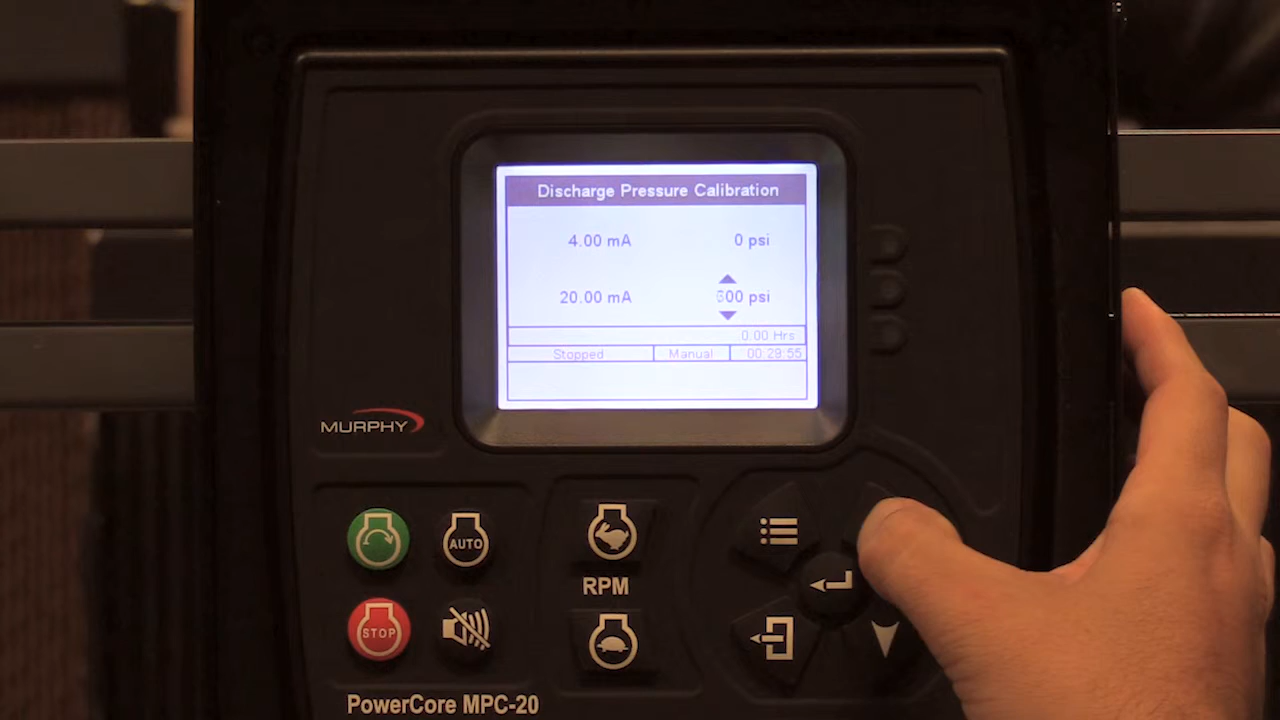 Discharge Pressure Calibration
4.00 mA 0 psi
20.00 mA 600 psi
0.00 Hrs
Stopped Manual 00:29:55
MURPHY
AUTO
RPM
STOP
PowerCore MPC-20